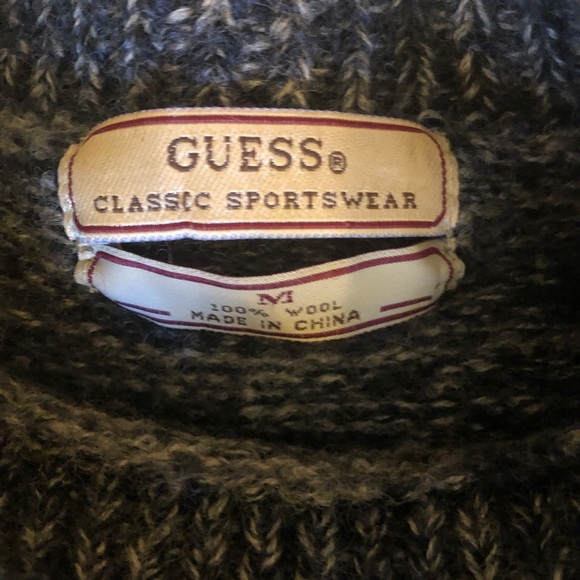 GUESS®
CLASSIC SPORTSWEAR
M
100% WOOL
MADE IN CHINA